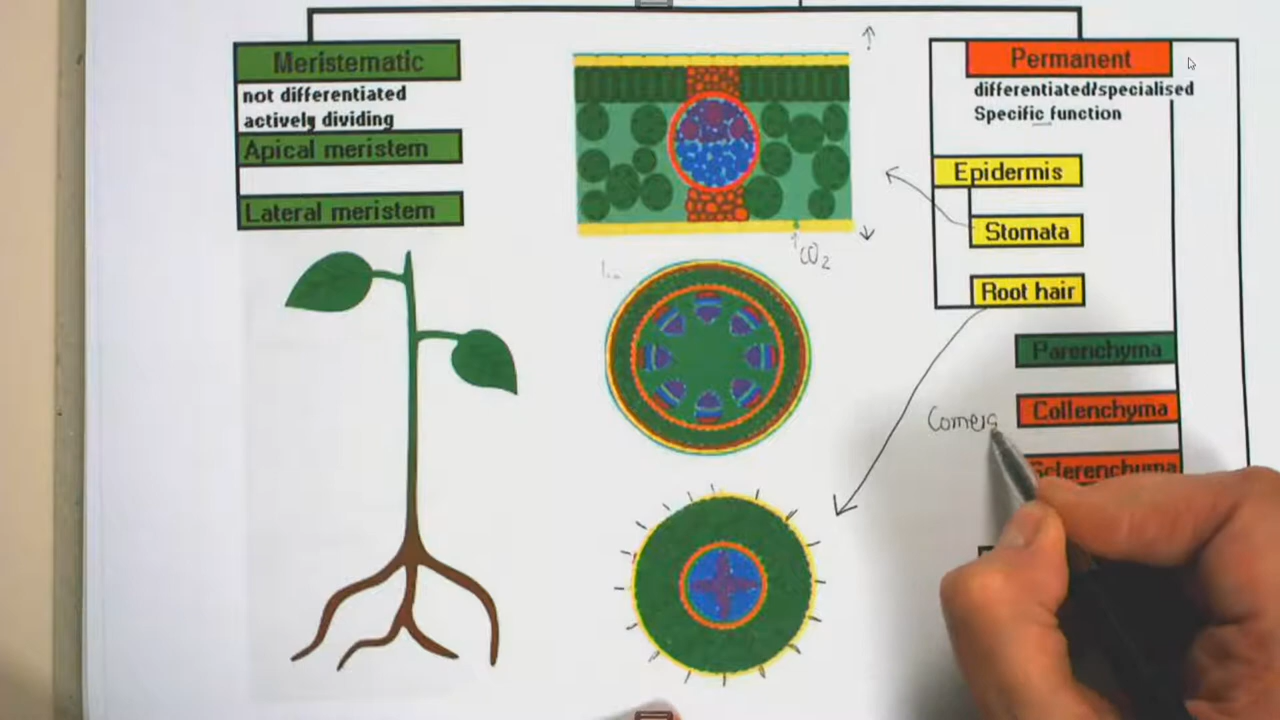 Meristematic
not differentiated
actively dividing
Apical meristem
Lateral meristem
CO2
Permanent
differentiated/specialised
Specific function
Epidermis
Stomata
Root hair
Parenchyma
Collenchyma
Sclerenchyma